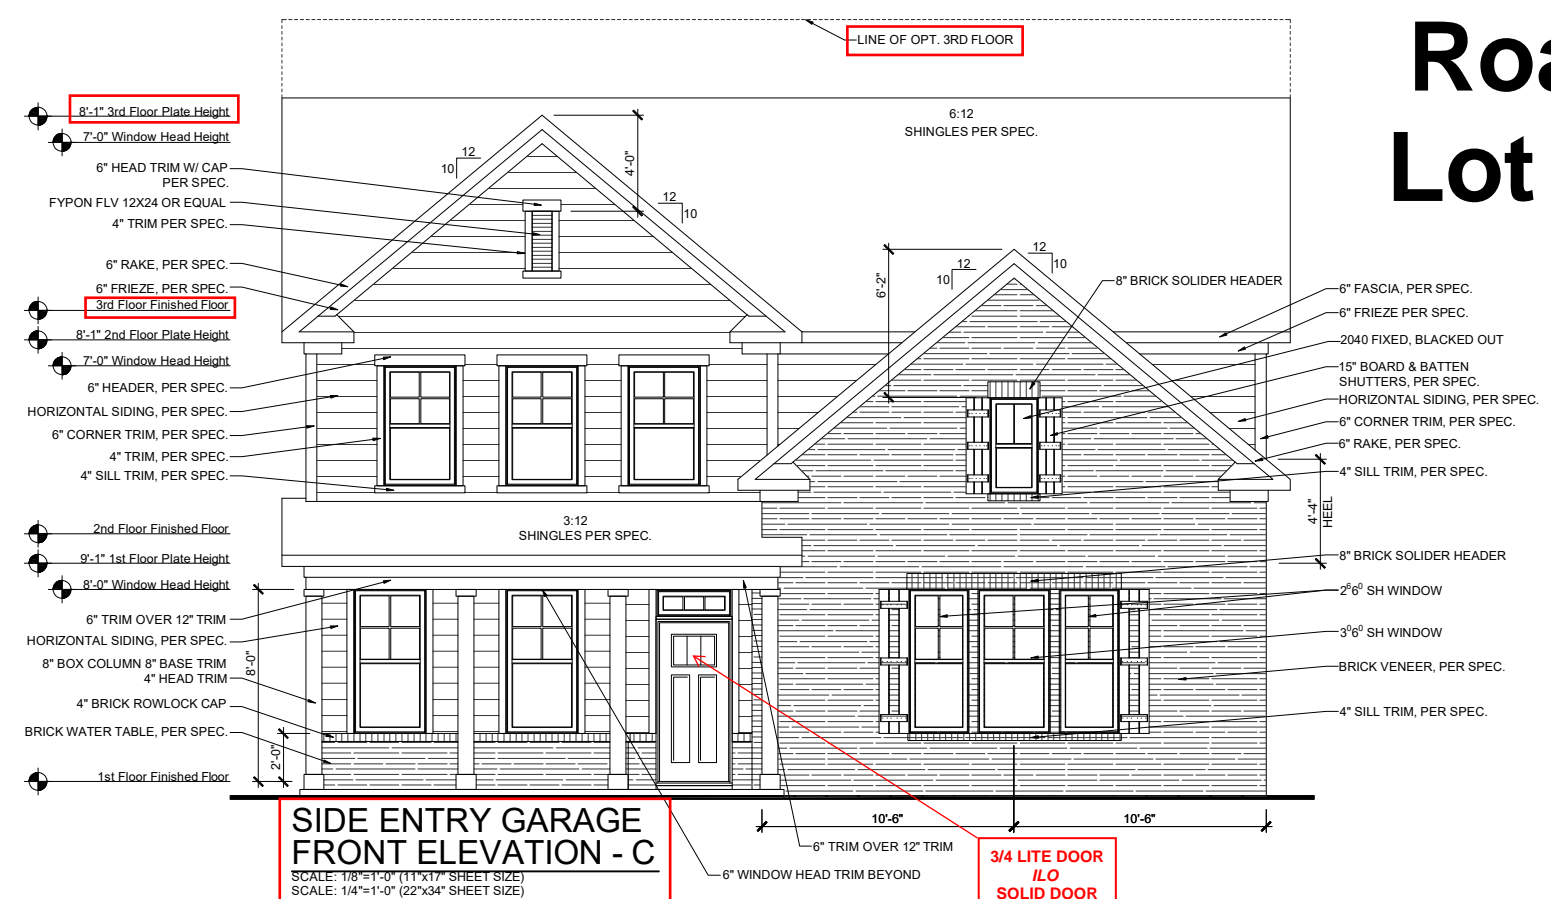 Roa
Lot
LINE OF OPT. 3RD FLOOR
8'-1" 3rd Floor Plate Height
7'-0" Window Head Height
6" HEAD TRIM W/ CAP
PER SPEC.
FYPON FLV 12X24 OR EQUAL
4" TRIM PER SPEC.
6" RAKE, PER SPEC.
6" FRIEZE, PER SPEC.
3rd Floor Finished Floor
8'-1" 2nd Floor Plate Height
7'-0" Window Head Height
6" HEADER, PER SPEC.
HORIZONTAL SIDING, PER SPEC.
6" CORNER TRIM, PER SPEC.
4" TRIM, PER SPEC.
4" SILL TRIM, PER SPEC.
2nd Floor Finished Floor
9'-1" 1st Floor Plate Height
8'-0" Window Head Height
6" TRIM OVER 12" TRIM
HORIZONTAL SIDING, PER SPEC.
8" BOX COLUMN 8" BASE TRIM
4" HEAD TRIM
4" BRICK ROWLOCK CAP
BRICK WATER TABLE, PER SPEC.
1st Floor Finished Floor
8'-0"
2'-0"
12
10
4'-0"
12
10
6:12
SHINGLES PER SPEC.
6'-2"
12
10
12
10
8" BRICK SOLIDER HEADER
3:12
SHINGLES PER SPEC.
6" FASCIA, PER SPEC.
6" FRIEZE PER SPEC.
2040 FIXED, BLACKED OUT
15" BOARD & BATTEN
SHUTTERS, PER SPEC.
HORIZONTAL SIDING, PER SPEC.
6" CORNER TRIM, PER SPEC.
6" RAKE, PER SPEC.
4" SILL TRIM, PER SPEC.
4'-4"
HEEL
8" BRICK SOLIDER HEADER
2⁶6⁰ SH WINDOW
3⁰6⁰ SH WINDOW
BRICK VENEER, PER SPEC.
4" SILL TRIM, PER SPEC.
10'-6"
10'-6"
6" TRIM OVER 12" TRIM
6" WINDOW HEAD TRIM BEYOND
3/4 LITE DOOR
ILO
SOLID DOOR
SIDE ENTRY GARAGE
FRONT ELEVATION - C
SCALE: 1/8"=1'-0" (11"x17" SHEET SIZE)
SCALE: 1/4"=1'-0" (22"x34" SHEET SIZE)